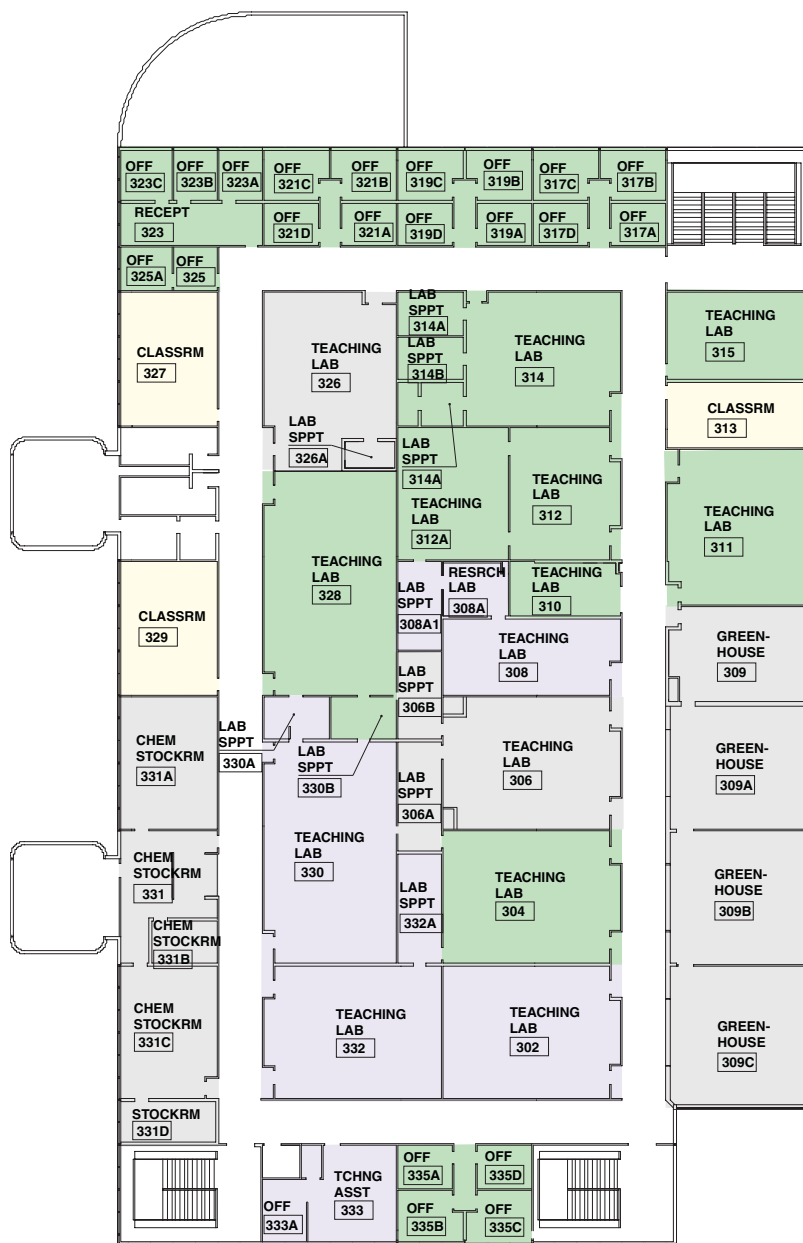 OFF
323C
OFF
323B
OFF
323A
OFF
321C
OFF
321B
OFF
319C
OFF
319B
OFF
317C
OFF
317B
RECEPT
323
OFF
321D
OFF
321A
OFF
319D
OFF
319A
OFF
317D
OFF
317A
OFF
325A
OFF
325
CLASSRM
327
TEACHING
LAB
326
LAB
SPPT
314A
LAB
SPPT
314B
TEACHING
LAB
314
TEACHING
LAB
315
CLASSRM
313
LAB
SPPT
326A
LAB
SPPT
314A
TEACHING
LAB
312A
TEACHING
LAB
312
TEACHING
LAB
311
TEACHING
LAB
328
CLASSRM
329
LAB
SPPT
308A1
RESRCH
LAB
308A
TEACHING
LAB
310
TEACHING
LAB
308
GREEN-
HOUSE
309
LAB
SPPT
306B
CHEM
STOCKRM
331A
LAB
SPPT
330A
LAB
SPPT
330B
LAB
SPPT
306A
TEACHING
LAB
306
GREEN-
HOUSE
309A
CHEM
STOCKRM
331
TEACHING
LAB
330
LAB
SPPT
332A
TEACHING
LAB
304
GREEN-
HOUSE
309B
CHEM
STOCKRM
331B
CHEM
STOCKRM
331C
TEACHING
LAB
332
TEACHING
LAB
302
GREEN-
HOUSE
309C
STOCKRM
331D
TCHNG
ASST
333
OFF
333A
OFF
335A
OFF
335D
OFF
335B
OFF
335C